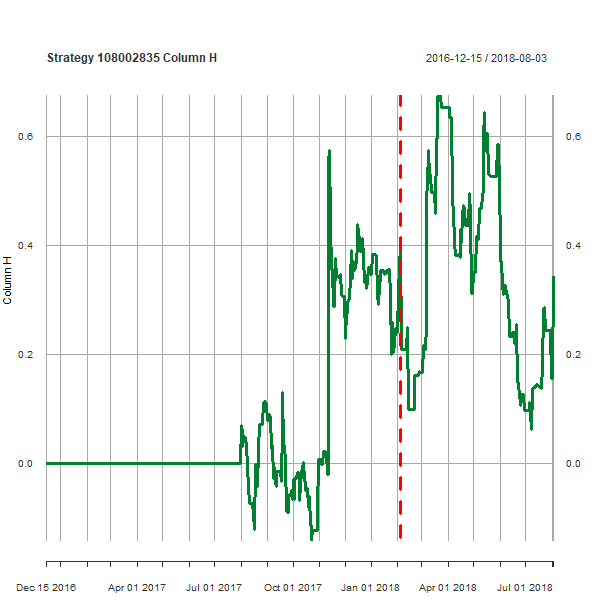 Strategy 108002835 Column H
2016-12-15 / 2018-08-03
0.6
0.6
0.4
0.4
Column H
0.2
0.2
0.0
0.0
Dec 15 2016
Apr 01 2017
Jul 01 2017
Oct 01 2017
Jan 01 2018
Apr 01 2018
Jul 01 2018